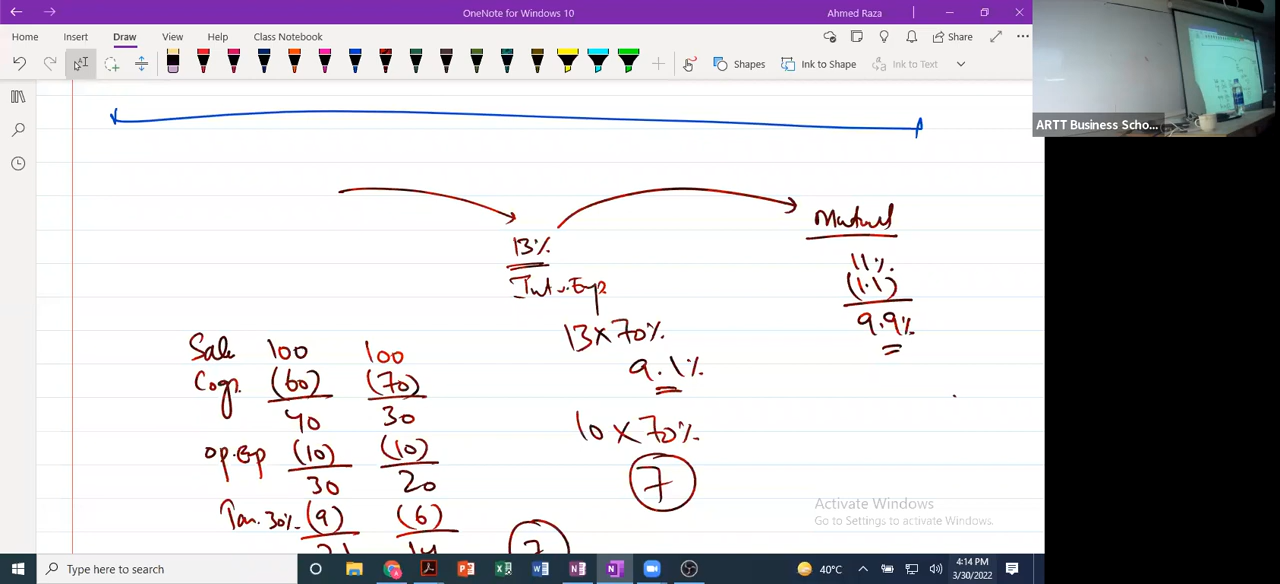 OneNote for Windows 10
Ahmed Raza
Home Insert Draw View Help Class Notebook
Share
Shapes Ink to Shape Ink to Text
ARTT Business Scho...
Mutual
11%
(1.1)
9.9%
13%
Int. Exp
13 x 70%
9.1%
10 x 70%
7
Sale 100 100
Cogs (60) (70)
40 30
Op.Exp (10) (10)
30 20
Tax. 30% (9) (6)
21 14
7
Activate Windows
Go to Settings to activate Windows.
Type here to search
40°C
4:14 PM
3/30/2022